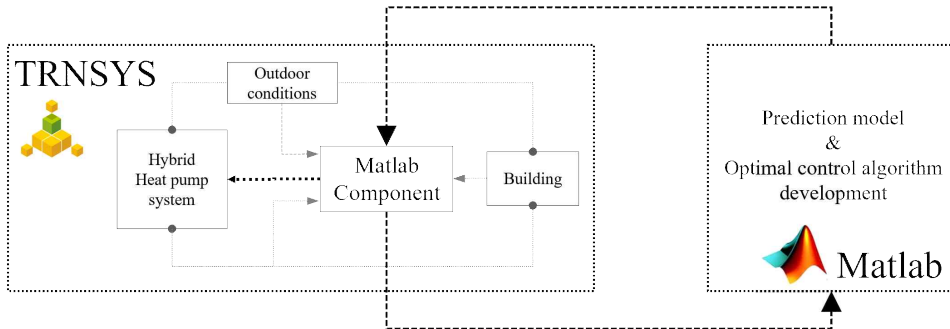 TRNSYS
Outdoor
conditions
Hybrid
Heat pump
system
Matlab
Component
Building
Prediction model
&
Optimal control algorithm
development
Matlab